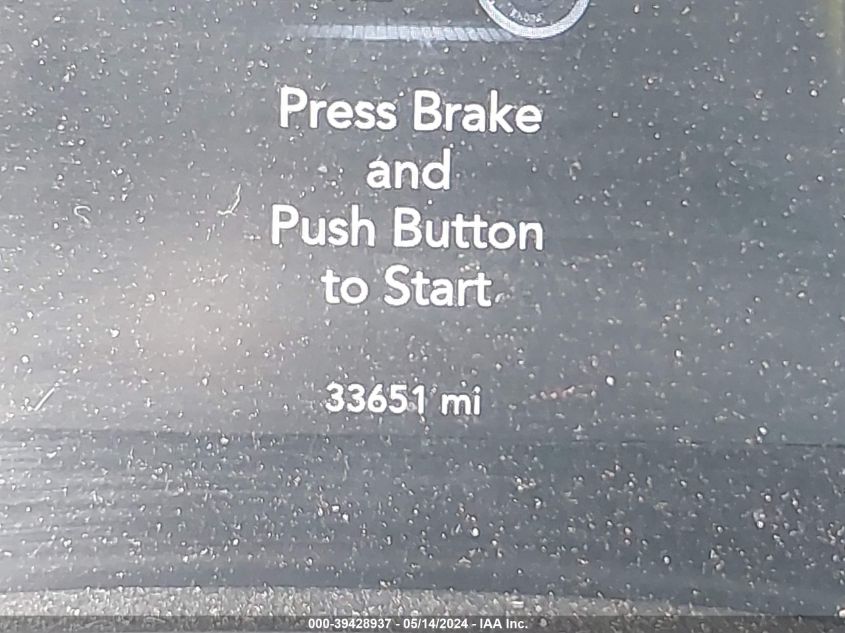 Press Brake
and
Push Button
to Start
33651 mi
000-39428937 - 05/14/2024 - IAA Inc.